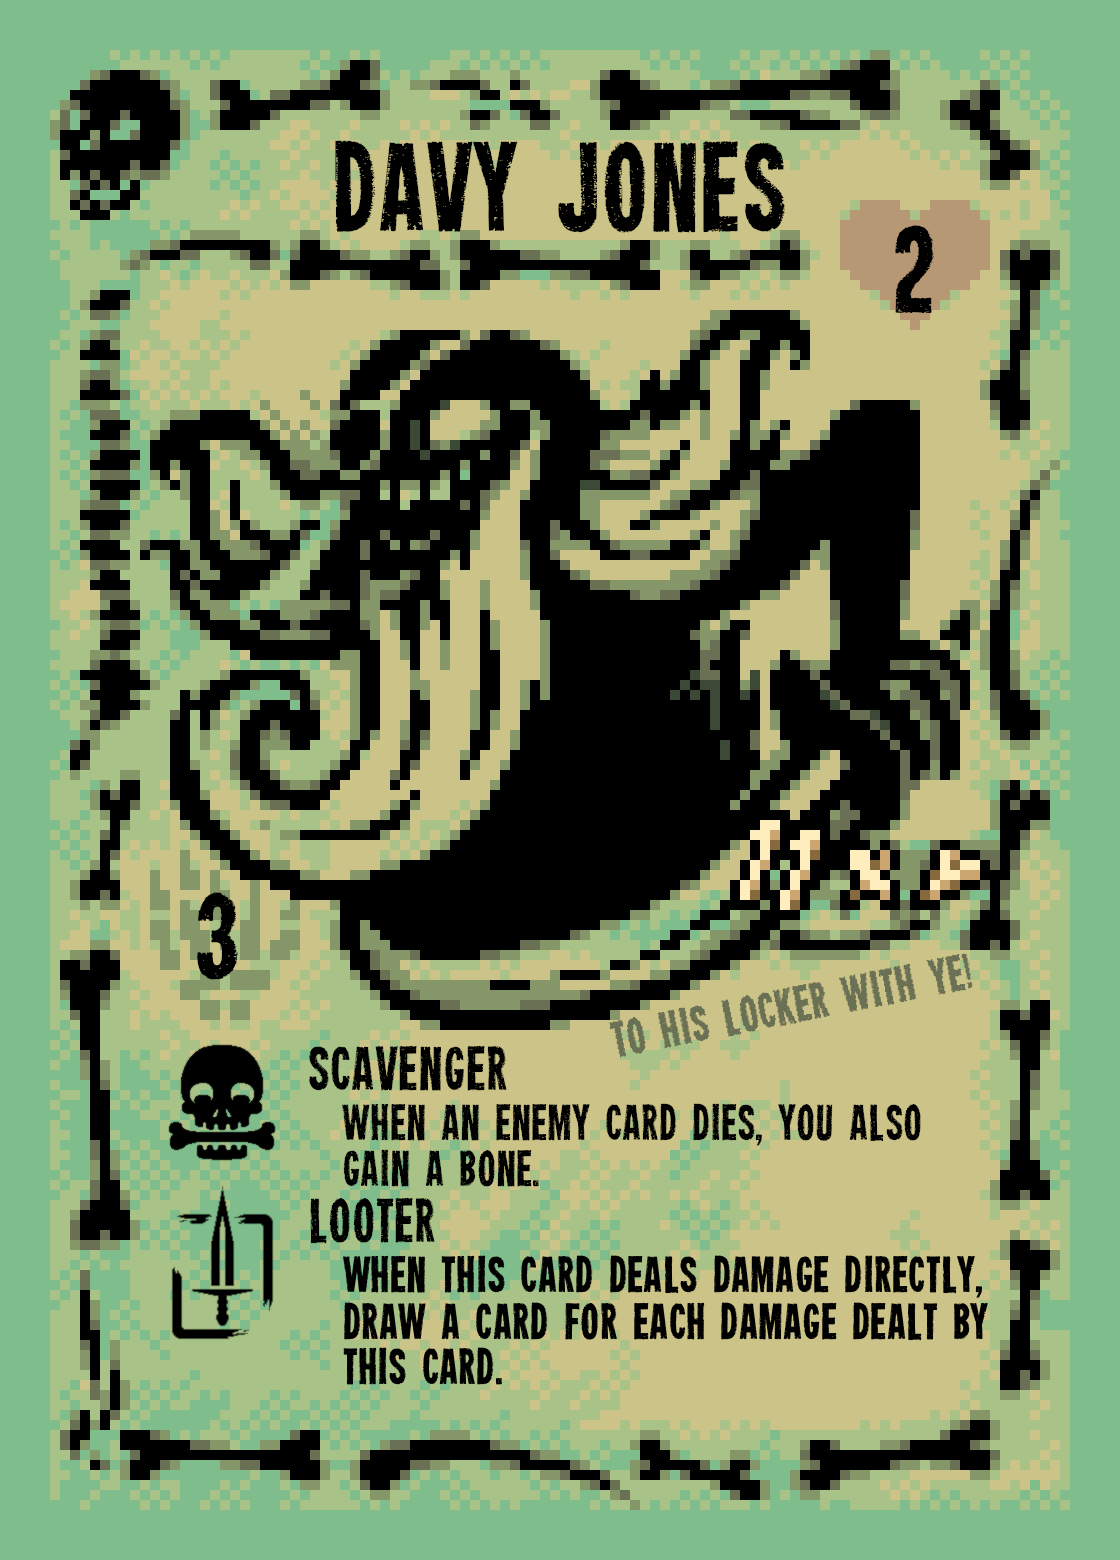 DAVY JONES
2
3
TO HIS LOCKER WITH YE!
SCAVENGER
WHEN AN ENEMY CARD DIES, YOU ALSO
GAIN A BONE.
LOOTER
WHEN THIS CARD DEALS DAMAGE DIRECTLY,
DRAW A CARD FOR EACH DAMAGE DEALT BY
THIS CARD.